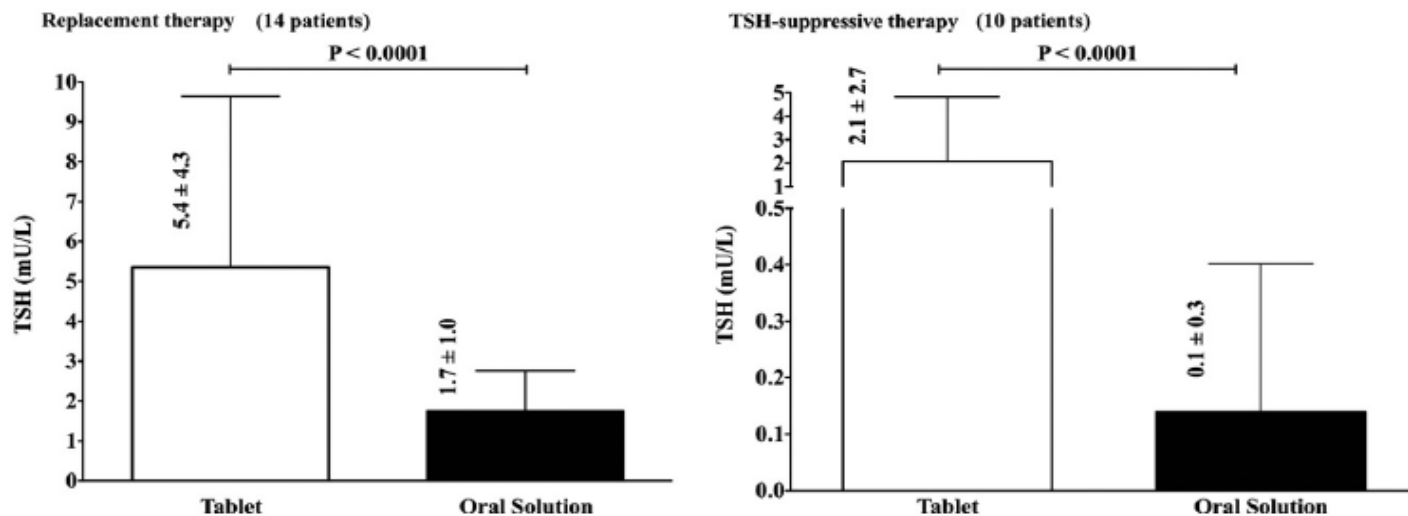 Replacement therapy (14 patients)
P < 0.0001
10
9
8
7
6
5
4
3
2
1
0
TSH (mU/L)
5.4 ± 4.3
1.7 ± 1.0
Tablet
Oral Solution
TSH-suppressive therapy (10 patients)
P < 0.0001
5
4
3
2
1
0.5
0.4
0.3
0.2
0.1
0.0
TSH (mU/L)
2.1 ± 2.7
0.1 ± 0.3
Tablet
Oral Solution